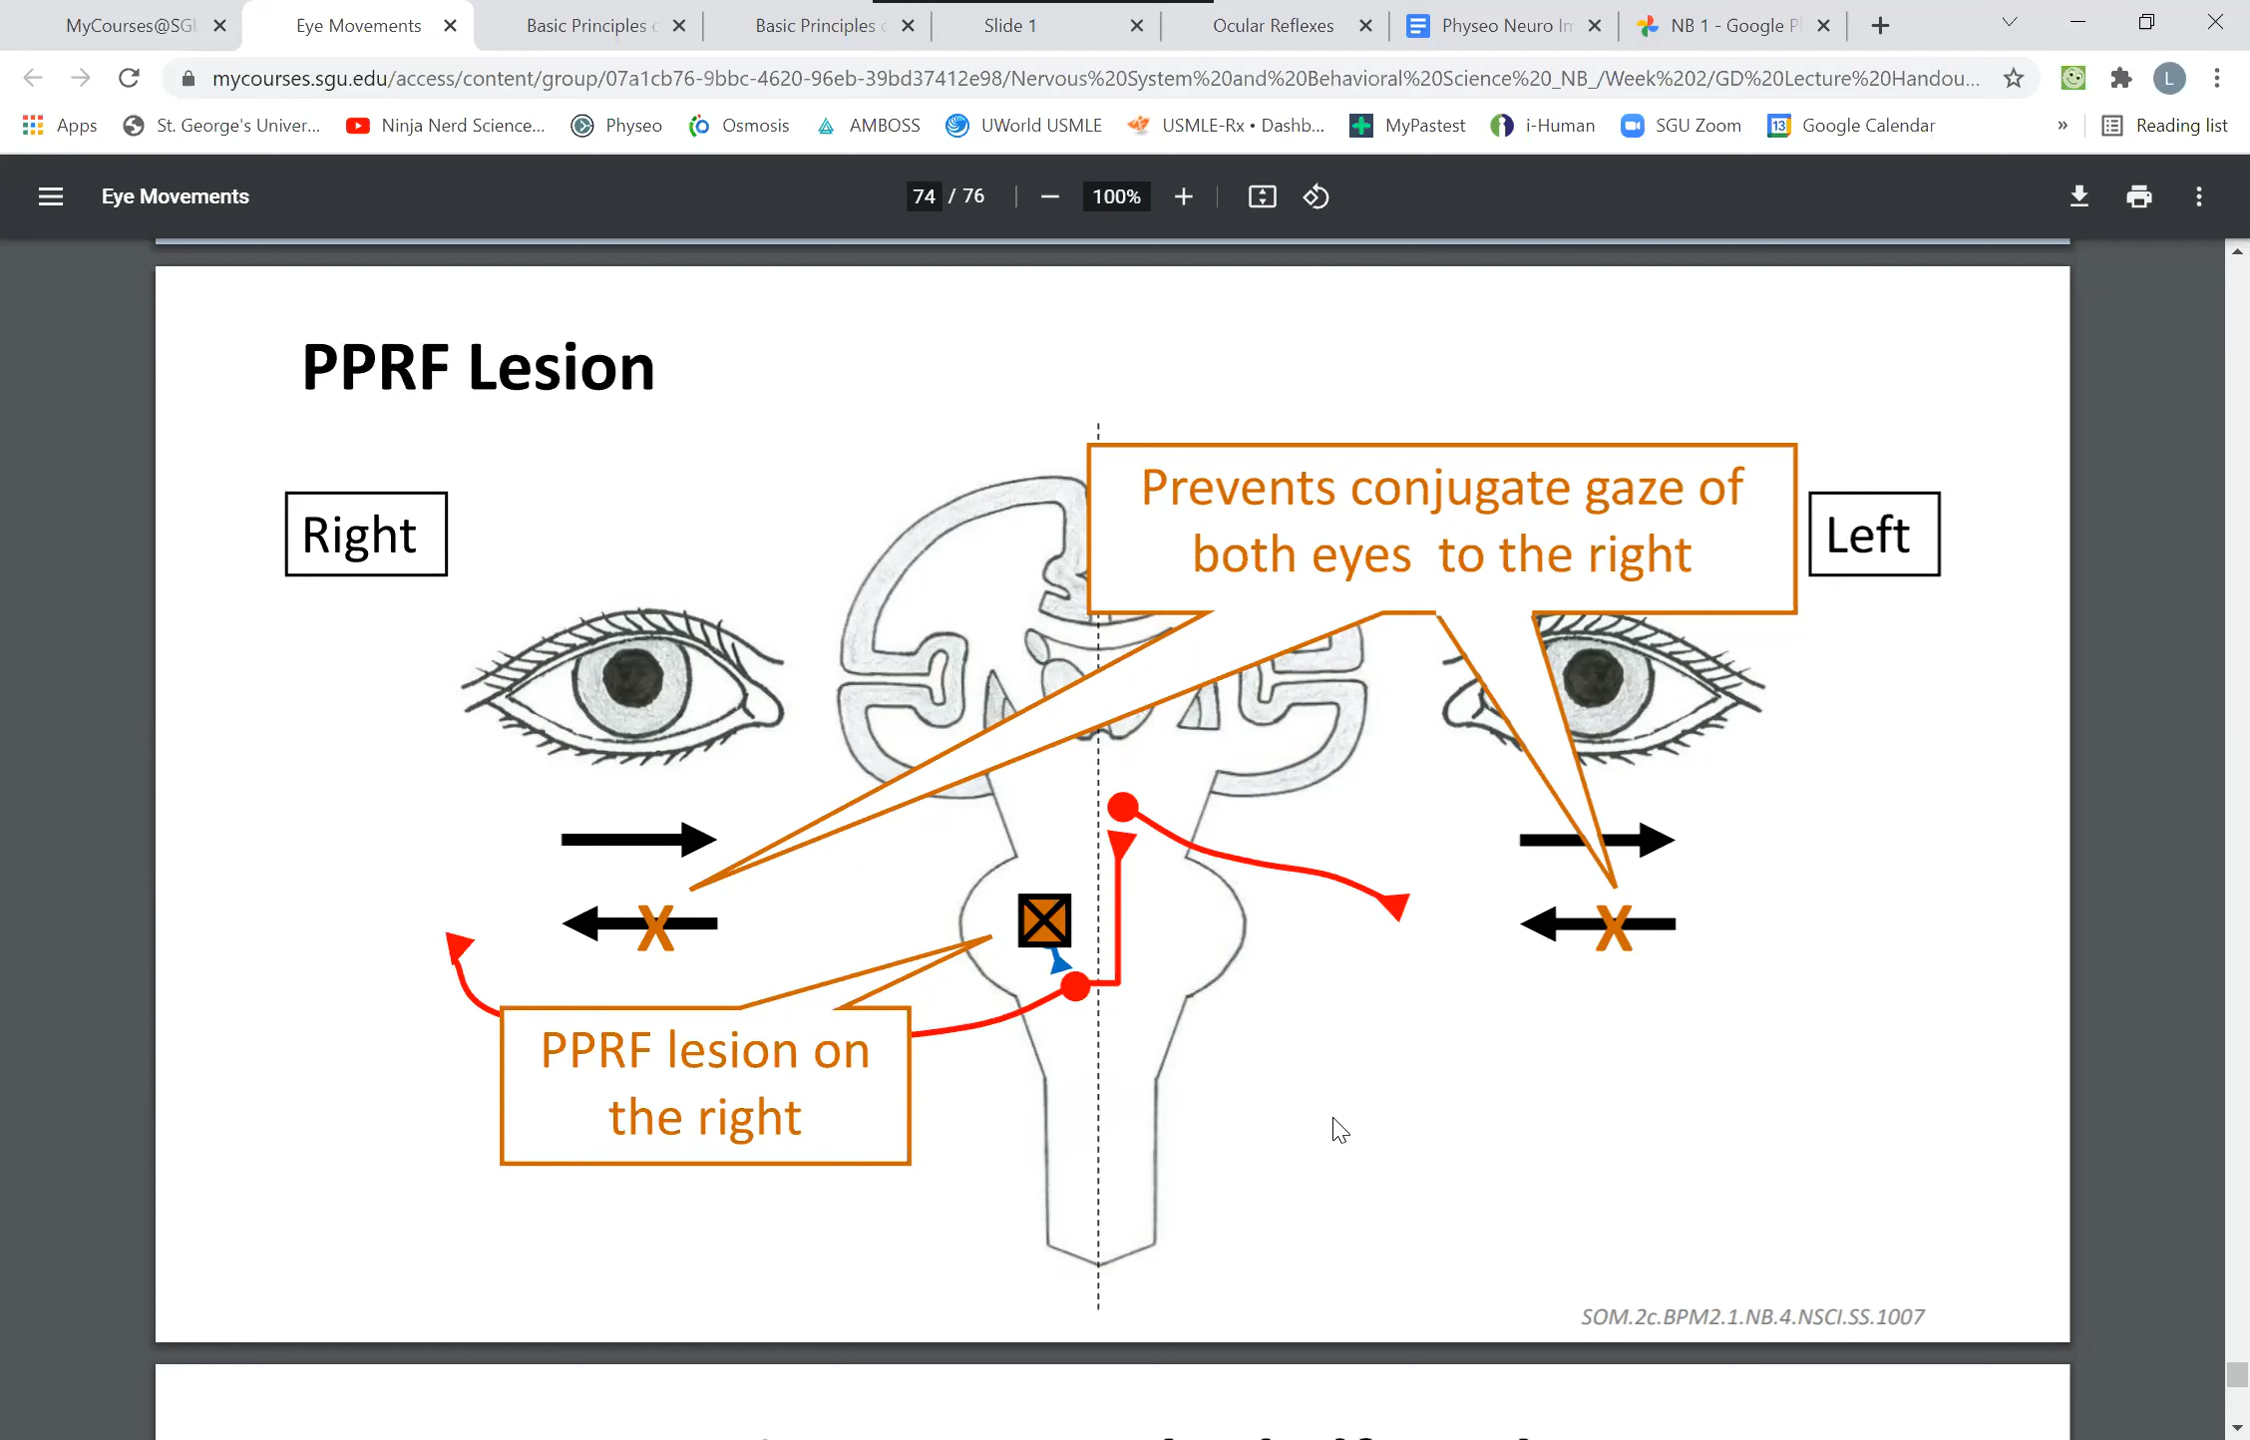 MyCourses@SGU
Eye Movements
Basic Principles
Basic Principles
Slide 1
Ocular Reflexes
Physeo Neuro
NB 1 - Google
mycourses.sgu.edu/access/content/group/07a1cb76-9bbc-4620-96eb-39bd37412e98/Nervous%20System%20and%20Behavioral%20Science%20_NB_/Week%202/GD%20Lecture%20Handou...
L
Apps
St. George's Univer...
Ninja Nerd Science...
Physeo
Osmosis
AMBOSS
UWorld USMLE
USMLE-Rx • Dashb...
MyPastest
i-Human
SGU Zoom
13
Google Calendar
»
Reading list
Eye Movements
74 / 76
100%
PPRF Lesion
Right
Prevents conjugate gaze of
both eyes to the right
Left
X
X
PPRF lesion on
the right
SOM.2c.BPM2.1.NB.4.NSCI.SS.1007